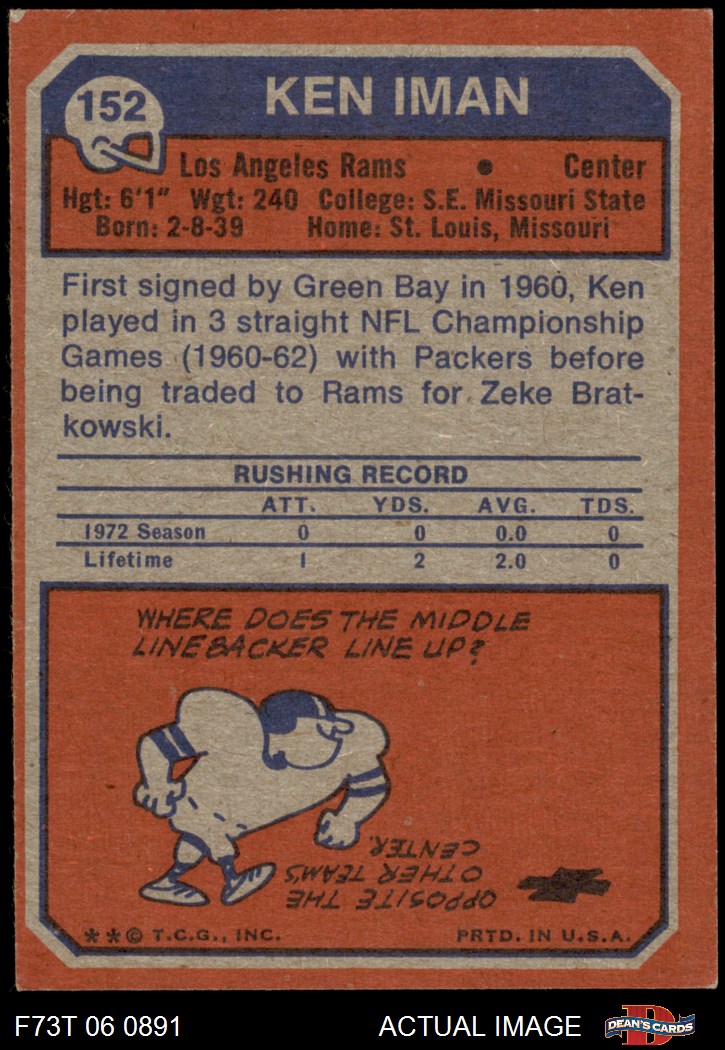 152
KEN IMAN
Los Angeles Rams • Center
Hgt: 6'1" Wgt: 240 College: S.E. Missouri State
Born: 2-8-39 Home: St. Louis, Missouri
First signed by Green Bay in 1960, Ken
played in 3 straight NFL Championship
Games (1960-62) with Packers before
being traded to Rams for Zeke Brat-
kowski.
RUSHING RECORD
ATT. YDS. AVG. TDS.
1972 Season 0 0 0.0 0
Lifetime 1 2 2.0 0
WHERE DOES THE MIDDLE
LINEBACKER LINE UP?
OPPOSITE THE
OTHER TEAMS
CENTER.
**© T.C.G., INC. PRTD. IN U.S.A.
F73T 06 0891 ACTUAL IMAGE
D
DEAN'S CARDS